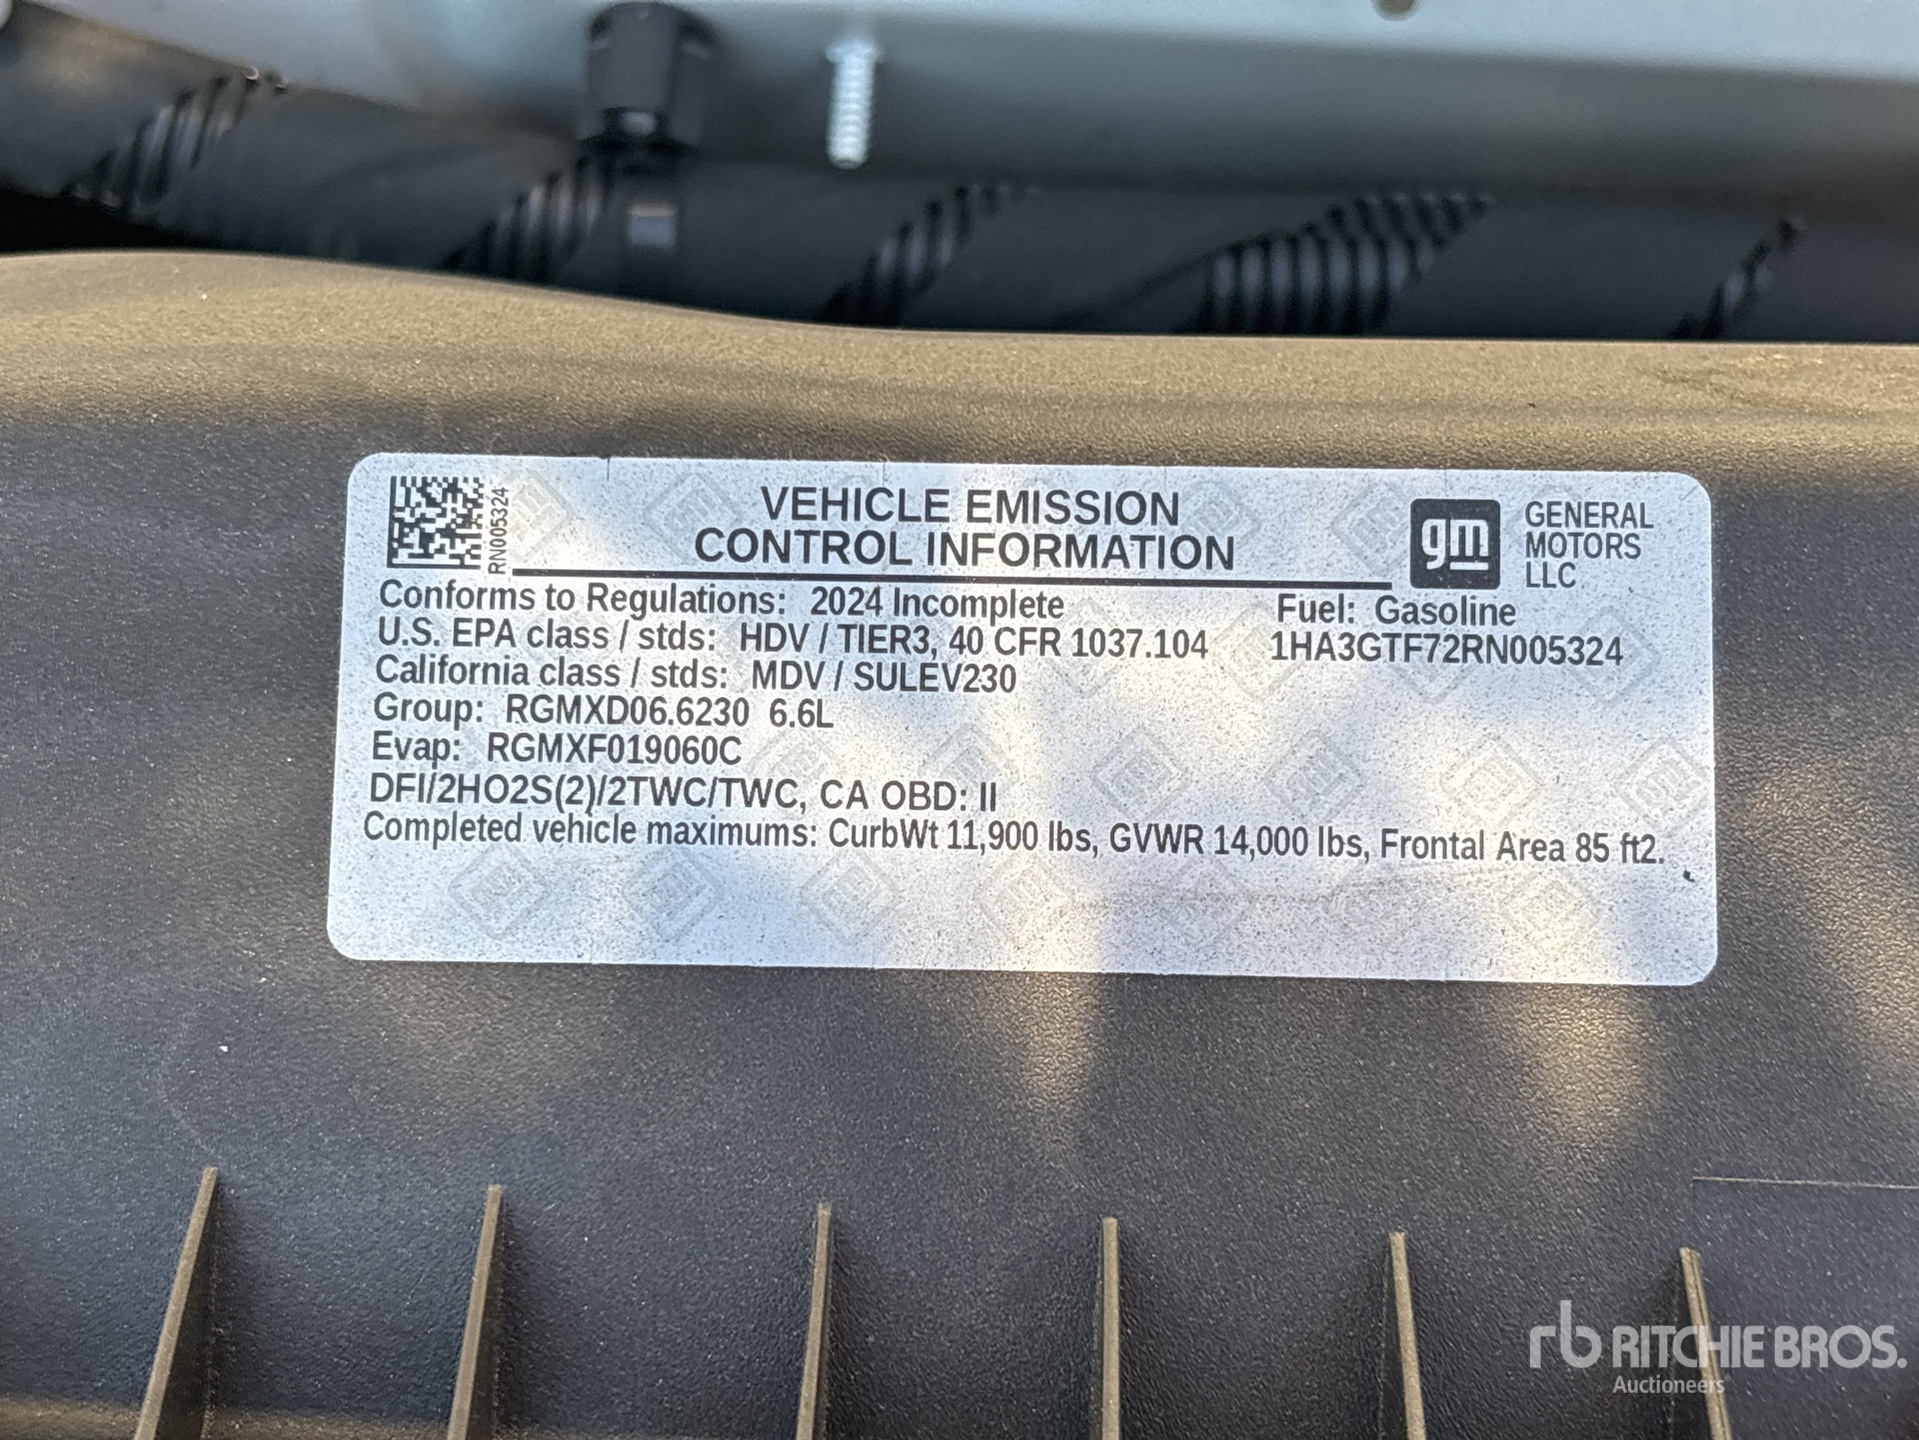 RN005324
VEHICLE EMISSION
CONTROL INFORMATION
gm
GENERAL
MOTORS
LLC
Conforms to Regulations: 2024 Incomplete
Fuel: Gasoline
U.S. EPA class / stds: HDV / TIER3, 40 CFR 1037.104
1HA3GTF72RN005324
California class / stds: MDV / SULEV230
Group: RGMXD06.6230 6.6L
Evap: RGMXF019060C
DFI/2HO2S(2)/2TWC/TWC, CA OBD: II
Completed vehicle maximums: CurbWt 11,900 lbs, GVWR 14,000 lbs, Frontal Area 85 ft2.
rb RITCHIE BROS.
Auctioneers